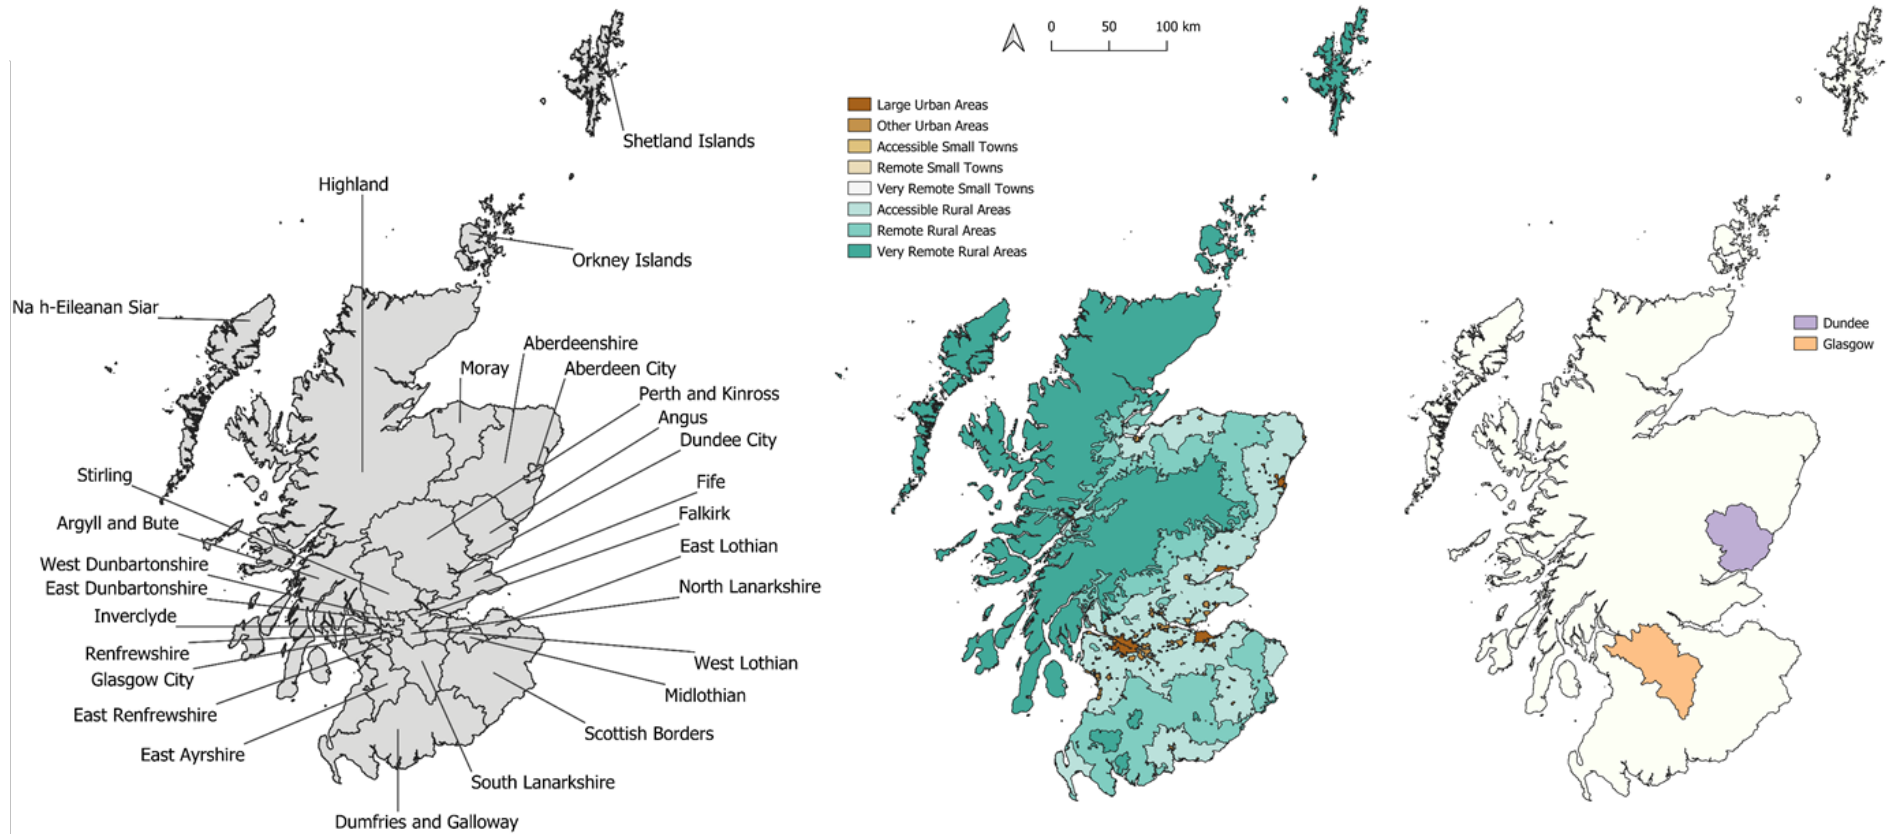 Shetland Islands
Highland
Orkney Islands
Na h-Eileanan Siar
Aberdeenshire
Moray
Aberdeen City
Perth and Kinross
Angus
Dundee City
Stirling
Fife
Argyll and Bute
Falkirk
East Lothian
West Dunbartonshire
East Dunbartonshire
North Lanarkshire
Inverclyde
Renfrewshire
West Lothian
Glasgow City
Midlothian
East Renfrewshire
Scottish Borders
East Ayrshire
South Lanarkshire
Dumfries and Galloway
0 50 100 km
Large Urban Areas
Other Urban Areas
Accessible Small Towns
Remote Small Towns
Very Remote Small Towns
Accessible Rural Areas
Remote Rural Areas
Very Remote Rural Areas
Dundee
Glasgow